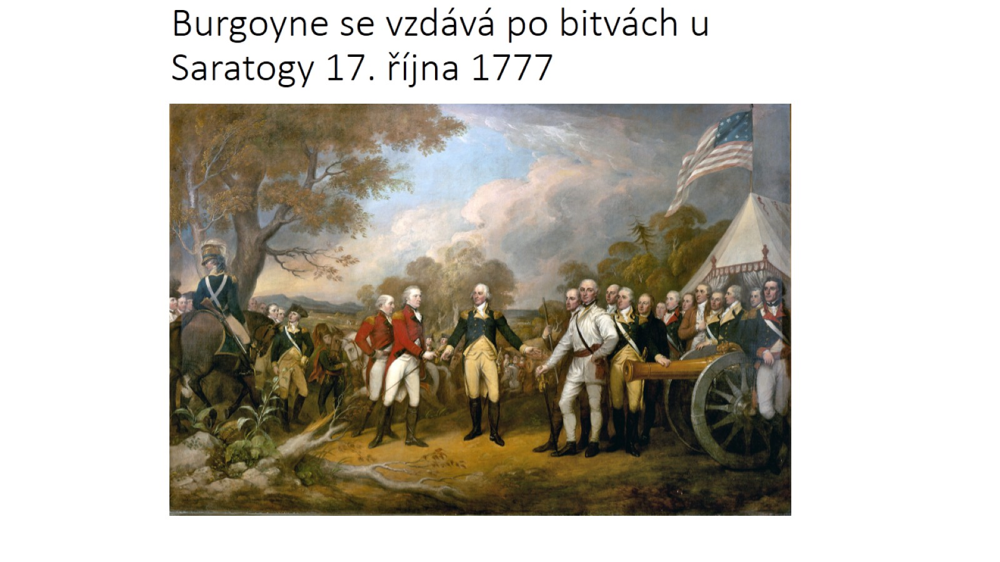 Burgoyne se vzdává po bitvách u
Saratogy 17. října 1777